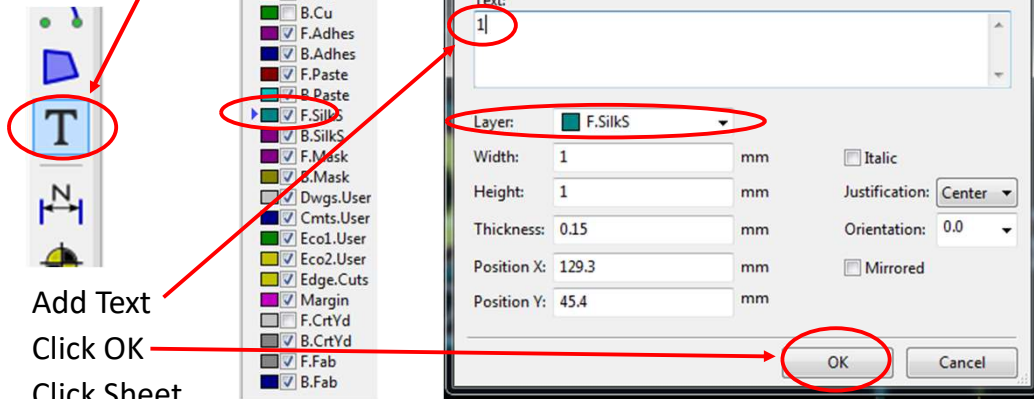 T
N
Add Text
Click OK
Click Sheet
B.Cu
F.Adhes
B.Adhes
F.Paste
B.Paste
F.SilkS
B.SilkS
F.Mask
B.Mask
Dwgs.User
Cmts.User
Eco1.User
Eco2.User
Edge.Cuts
Margin
F.CrtYd
B.CrtYd
F.Fab
B.Fab
Text:
1
Layer: F.SilkS
Width: 1 mm Italic
Height: 1 mm Justification: Center
Thickness: 0.15 mm Orientation: 0.0
Position X: 129.3 mm Mirrored
Position Y: 45.4 mm
OK Cancel